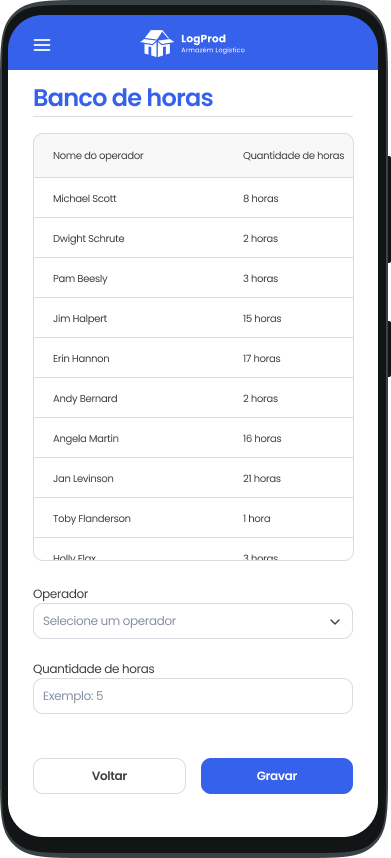 LogProd
Armazém Logístico
Banco de horas
Nome do operador Quantidade de horas
Michael Scott 8 horas
Dwight Schrute 2 horas
Pam Beesly 3 horas
Jim Halpert 15 horas
Erin Hannon 17 horas
Andy Bernard 2 horas
Angela Martin 16 horas
Jan Levinson 21 horas
Toby Flanderson 1 hora
Holly Flax 3 horas
Operador
Selecione um operador
Quantidade de horas
Exemplo: 5
Voltar Gravar